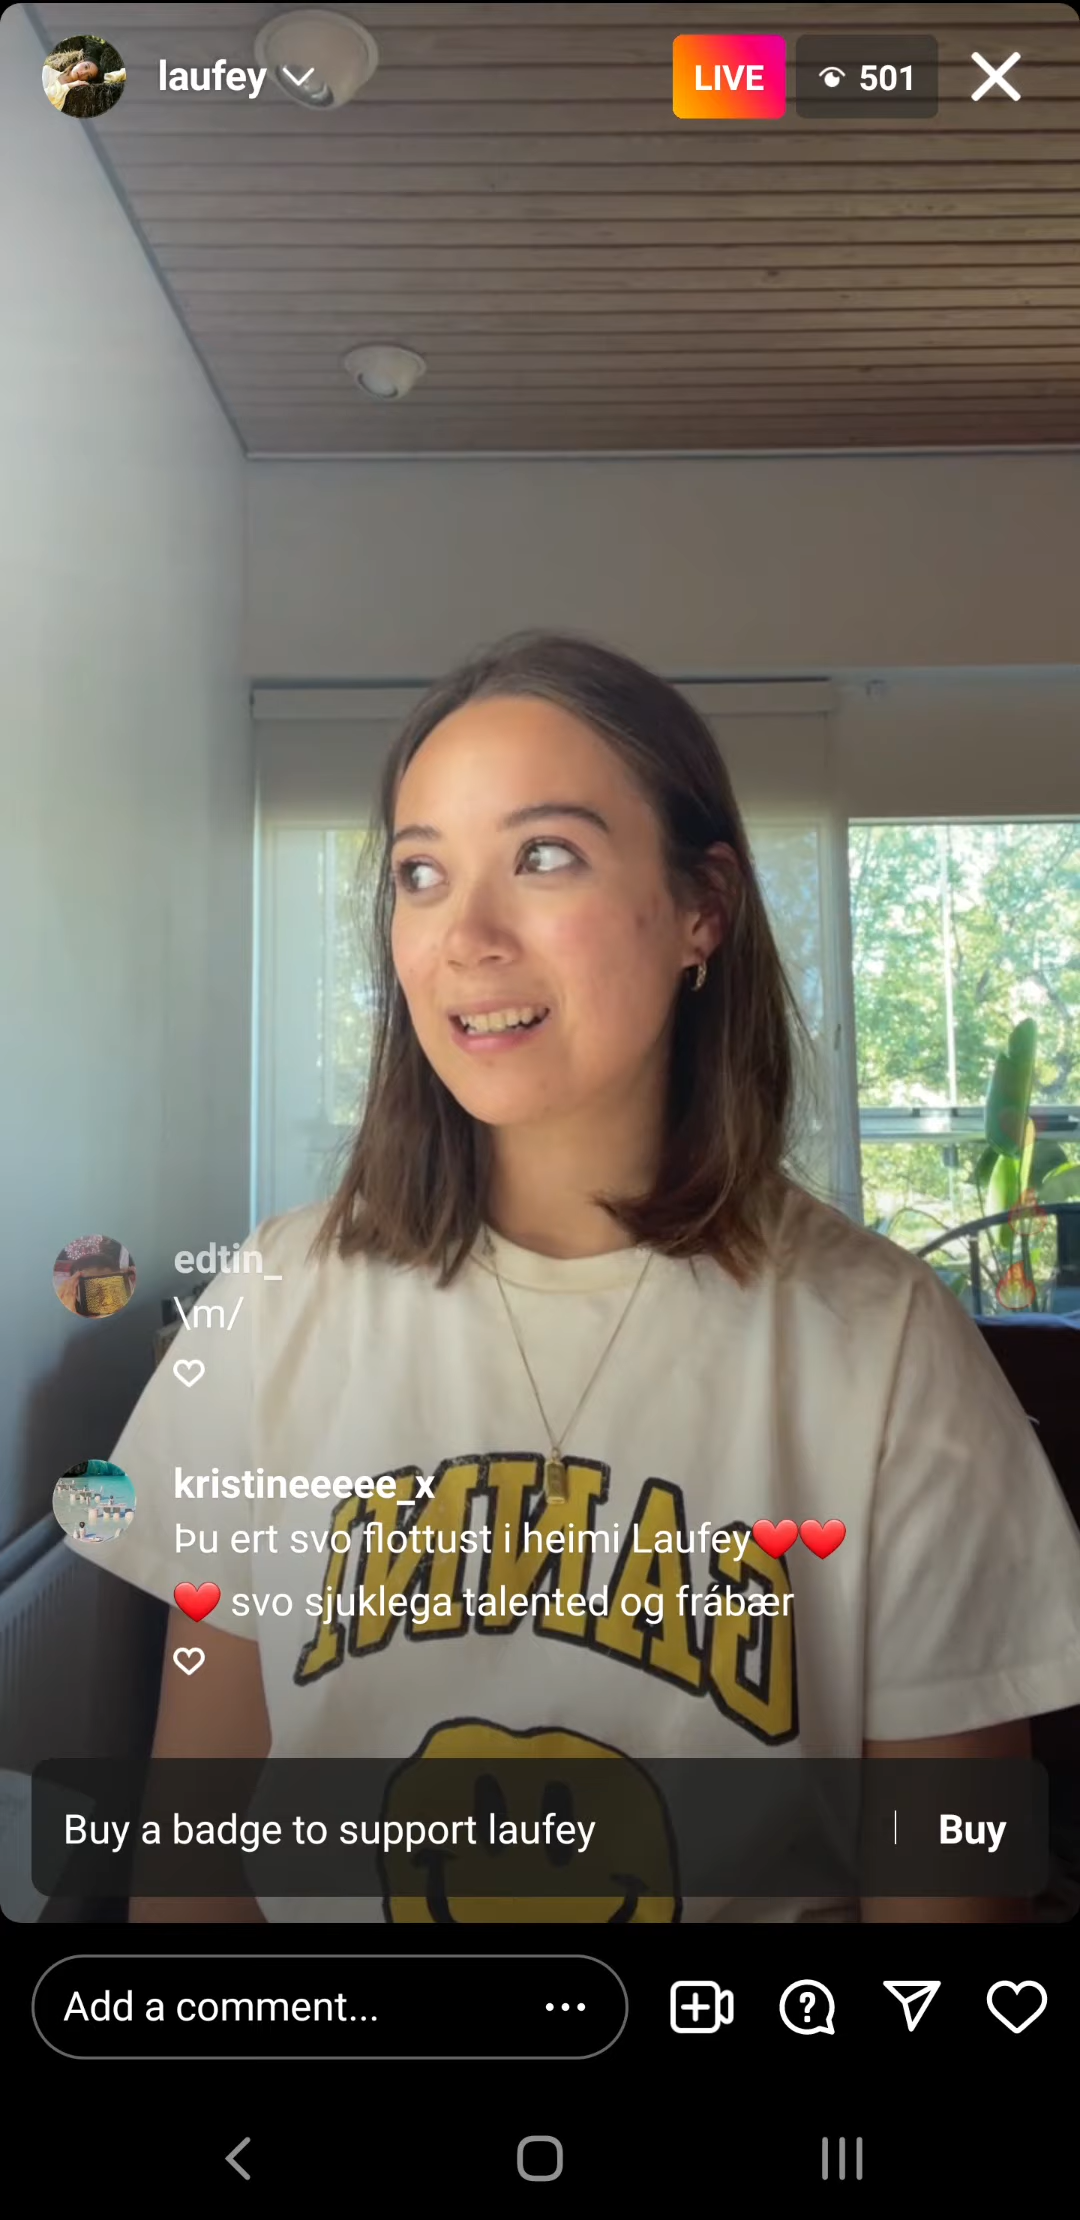 laufey
LIVE
501
edtin_
\m/
kristineeeee_x
Þu ert svo flottust i heimi Laufey❤️❤️
❤️ svo sjuklega talented og frábær
GANNI
Buy a badge to support laufey
Buy
Add a comment...